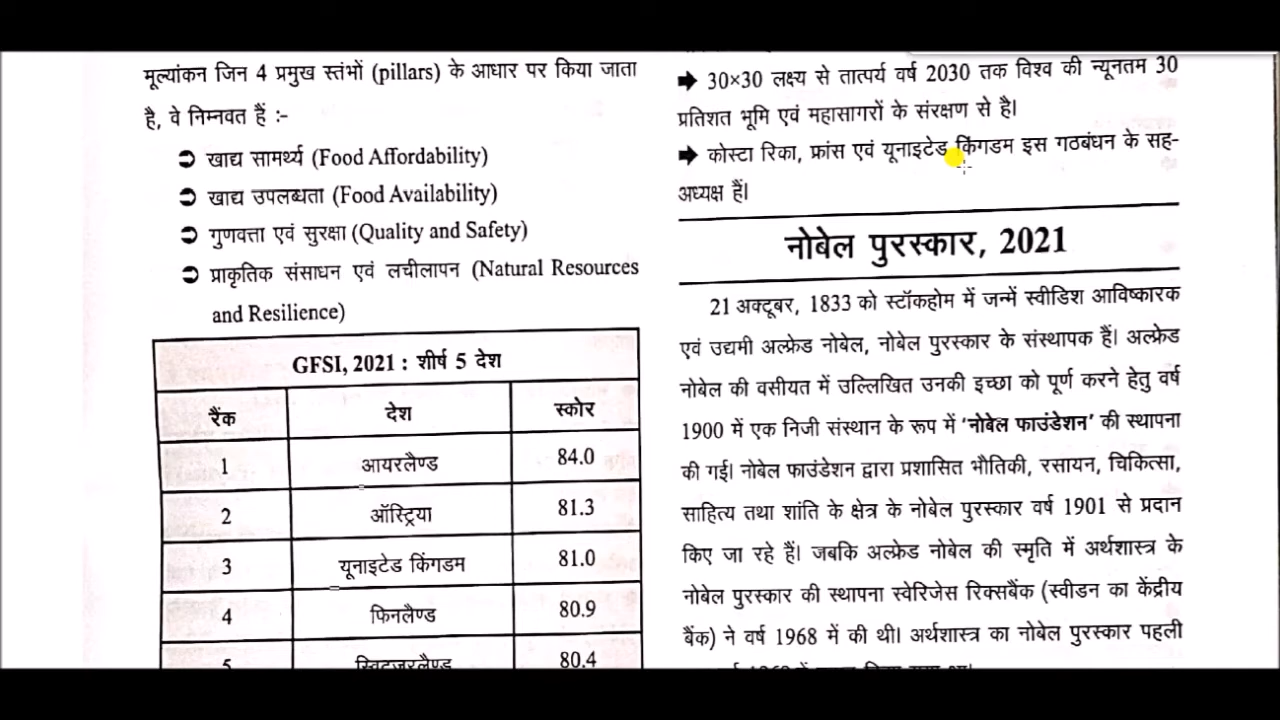 मूल्यांकन जिन 4 प्रमुख स्तंभों (pillars) के आधार पर किया जाता
है, वे निम्नवत हैं :-
➲ खाद्य सामर्थ्य (Food Affordability)
➲ खाद्य उपलब्धता (Food Availability)
➲ गुणवत्ता एवं सुरक्षा (Quality and Safety)
➲ प्राकृतिक संसाधन एवं लचीलापन (Natural Resources
and Resilience)
GFSI, 2021 : शीर्ष 5 देश
रैंक देश स्कोर
1 आयरलैण्ड 84.0
2 ऑस्ट्रिया 81.3
3 यूनाइटेड किंगडम 81.0
4 फिनलैण्ड 80.9
5 स्विटजरलैण्ड 80.4
➔ 30×30 लक्ष्य से तात्पर्य वर्ष 2030 तक विश्व की न्यूनतम 30
प्रतिशत भूमि एवं महासागरों के संरक्षण से है।
➔ कोस्टा रिका, फ्रांस एवं यूनाइटेड किंगडम इस गठबंधन के सह-
अध्यक्ष हैं।
नोबेल पुरस्कार, 2021
21 अक्टूबर, 1833 को स्टॉकहोम में जन्में स्वीडिश आविष्कारक
एवं उद्यमी अल्फ्रेड नोबेल, नोबेल पुरस्कार के संस्थापक हैं। अल्फ्रेड
नोबेल की वसीयत में उल्लिखित उनकी इच्छा को पूर्ण करने हेतु वर्ष
1900 में एक निजी संस्थान के रूप में 'नोबेल फाउंडेशन' की स्थापना
की गई। नोबेल फाउंडेशन द्वारा प्रशासित भौतिकी, रसायन, चिकित्सा,
साहित्य तथा शांति के क्षेत्र के नोबेल पुरस्कार वर्ष 1901 से प्रदान
किए जा रहे हैं। जबकि अल्फ्रेड नोबेल की स्मृति में अर्थशास्त्र के
नोबेल पुरस्कार की स्थापना स्वेरिजेस रिक्सबैंक (स्वीडन का केंद्रीय
बैंक) ने वर्ष 1968 में की थी। अर्थशास्त्र का नोबेल पुरस्कार पहली